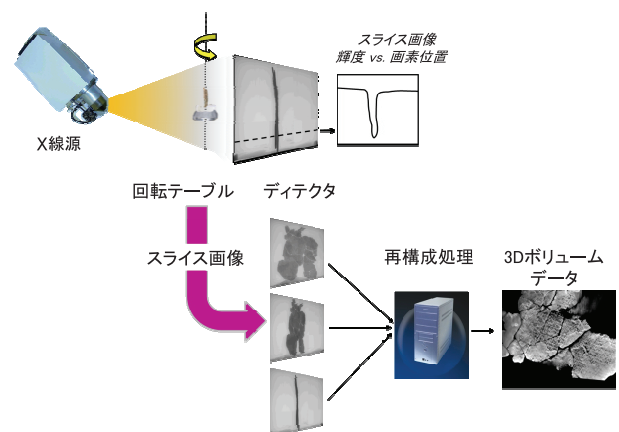 スライス画像
輝度 vs. 画素位置
X線源
回転テーブル
ディテクタ
スライス画像
再構成処理
3Dボリューム
データ